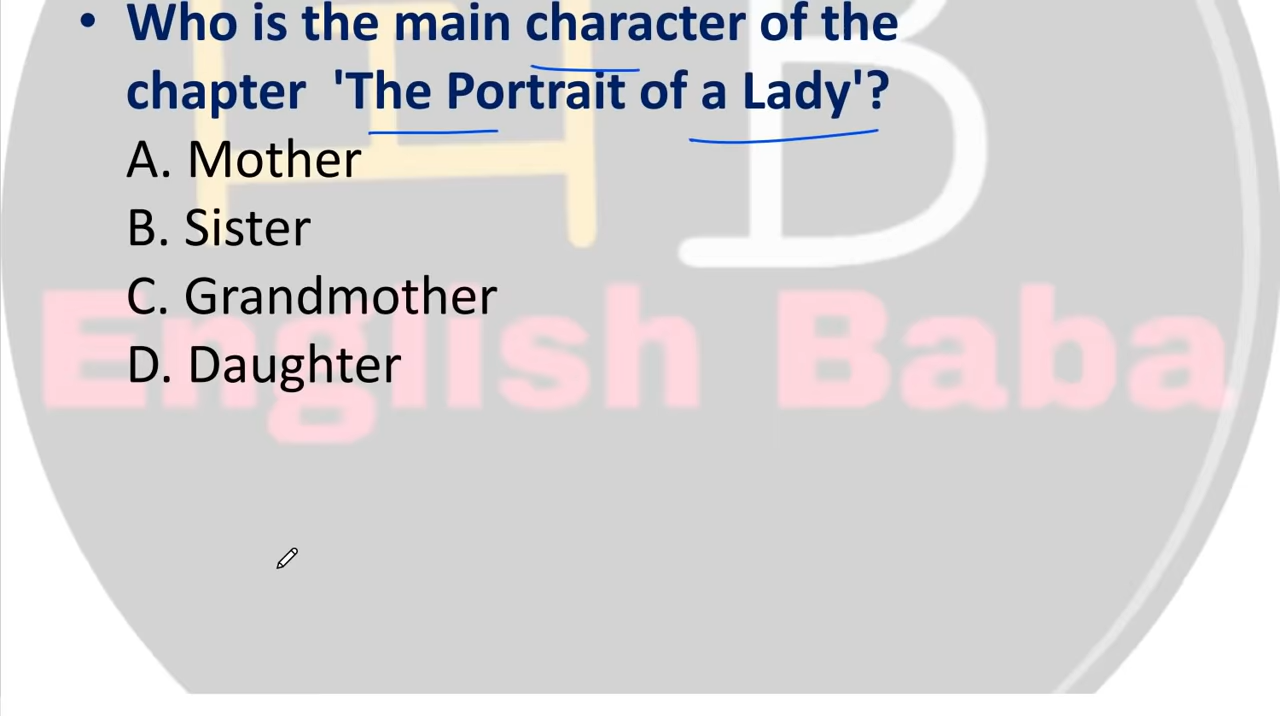 • Who is the main character of the
chapter 'The Portrait of a Lady'?
A. Mother
B. Sister
C. Grandmother
D. Daughter
E B
English Baba